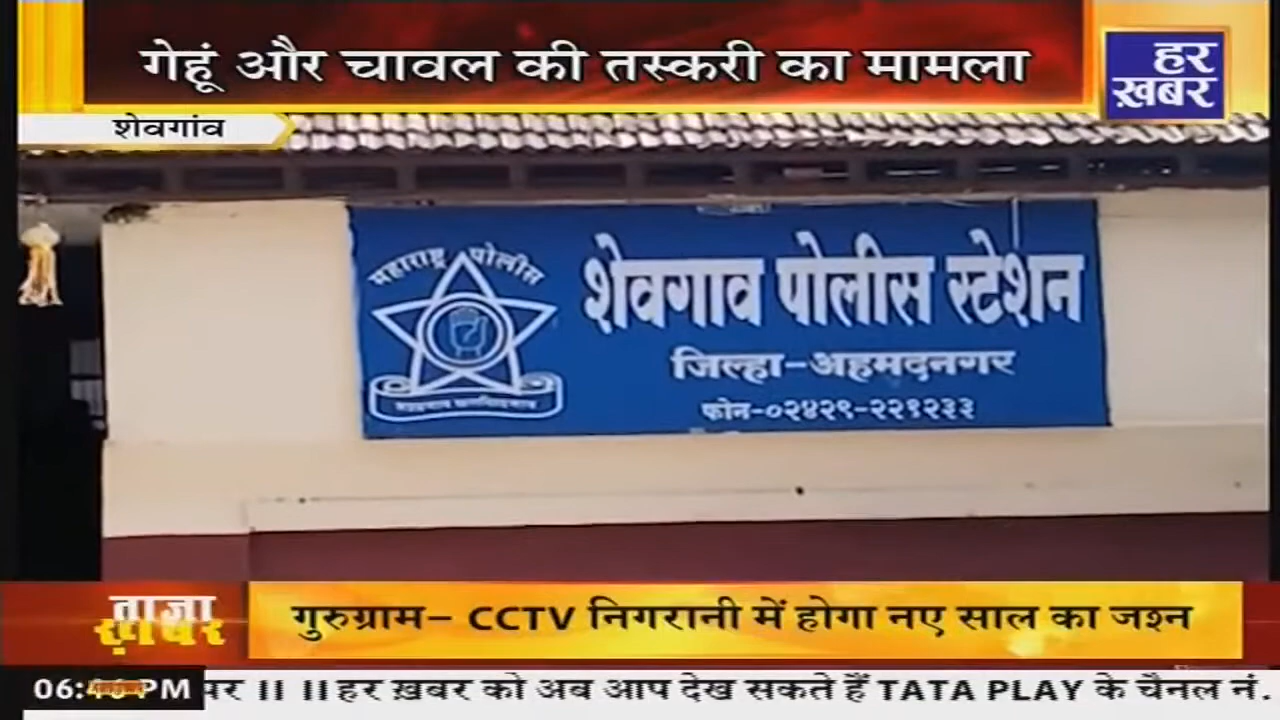 गेहूं और चावल की तस्करी का मामला
हर
ख़बर
शेवगांव
महाराष्ट्र पोलीस
शेवगाव पोलीस स्टेशन
जिल्हा-अहमदनगर
फोन-०२४२९-२२१२३३
ताजा
ख़बर
गुरुग्राम- CCTV निगरानी में होगा नए साल का जश्न
PM
बर ।। ।। हर ख़बर को अब आप देख सकते हैं TATA PLAY के चैनल नं.